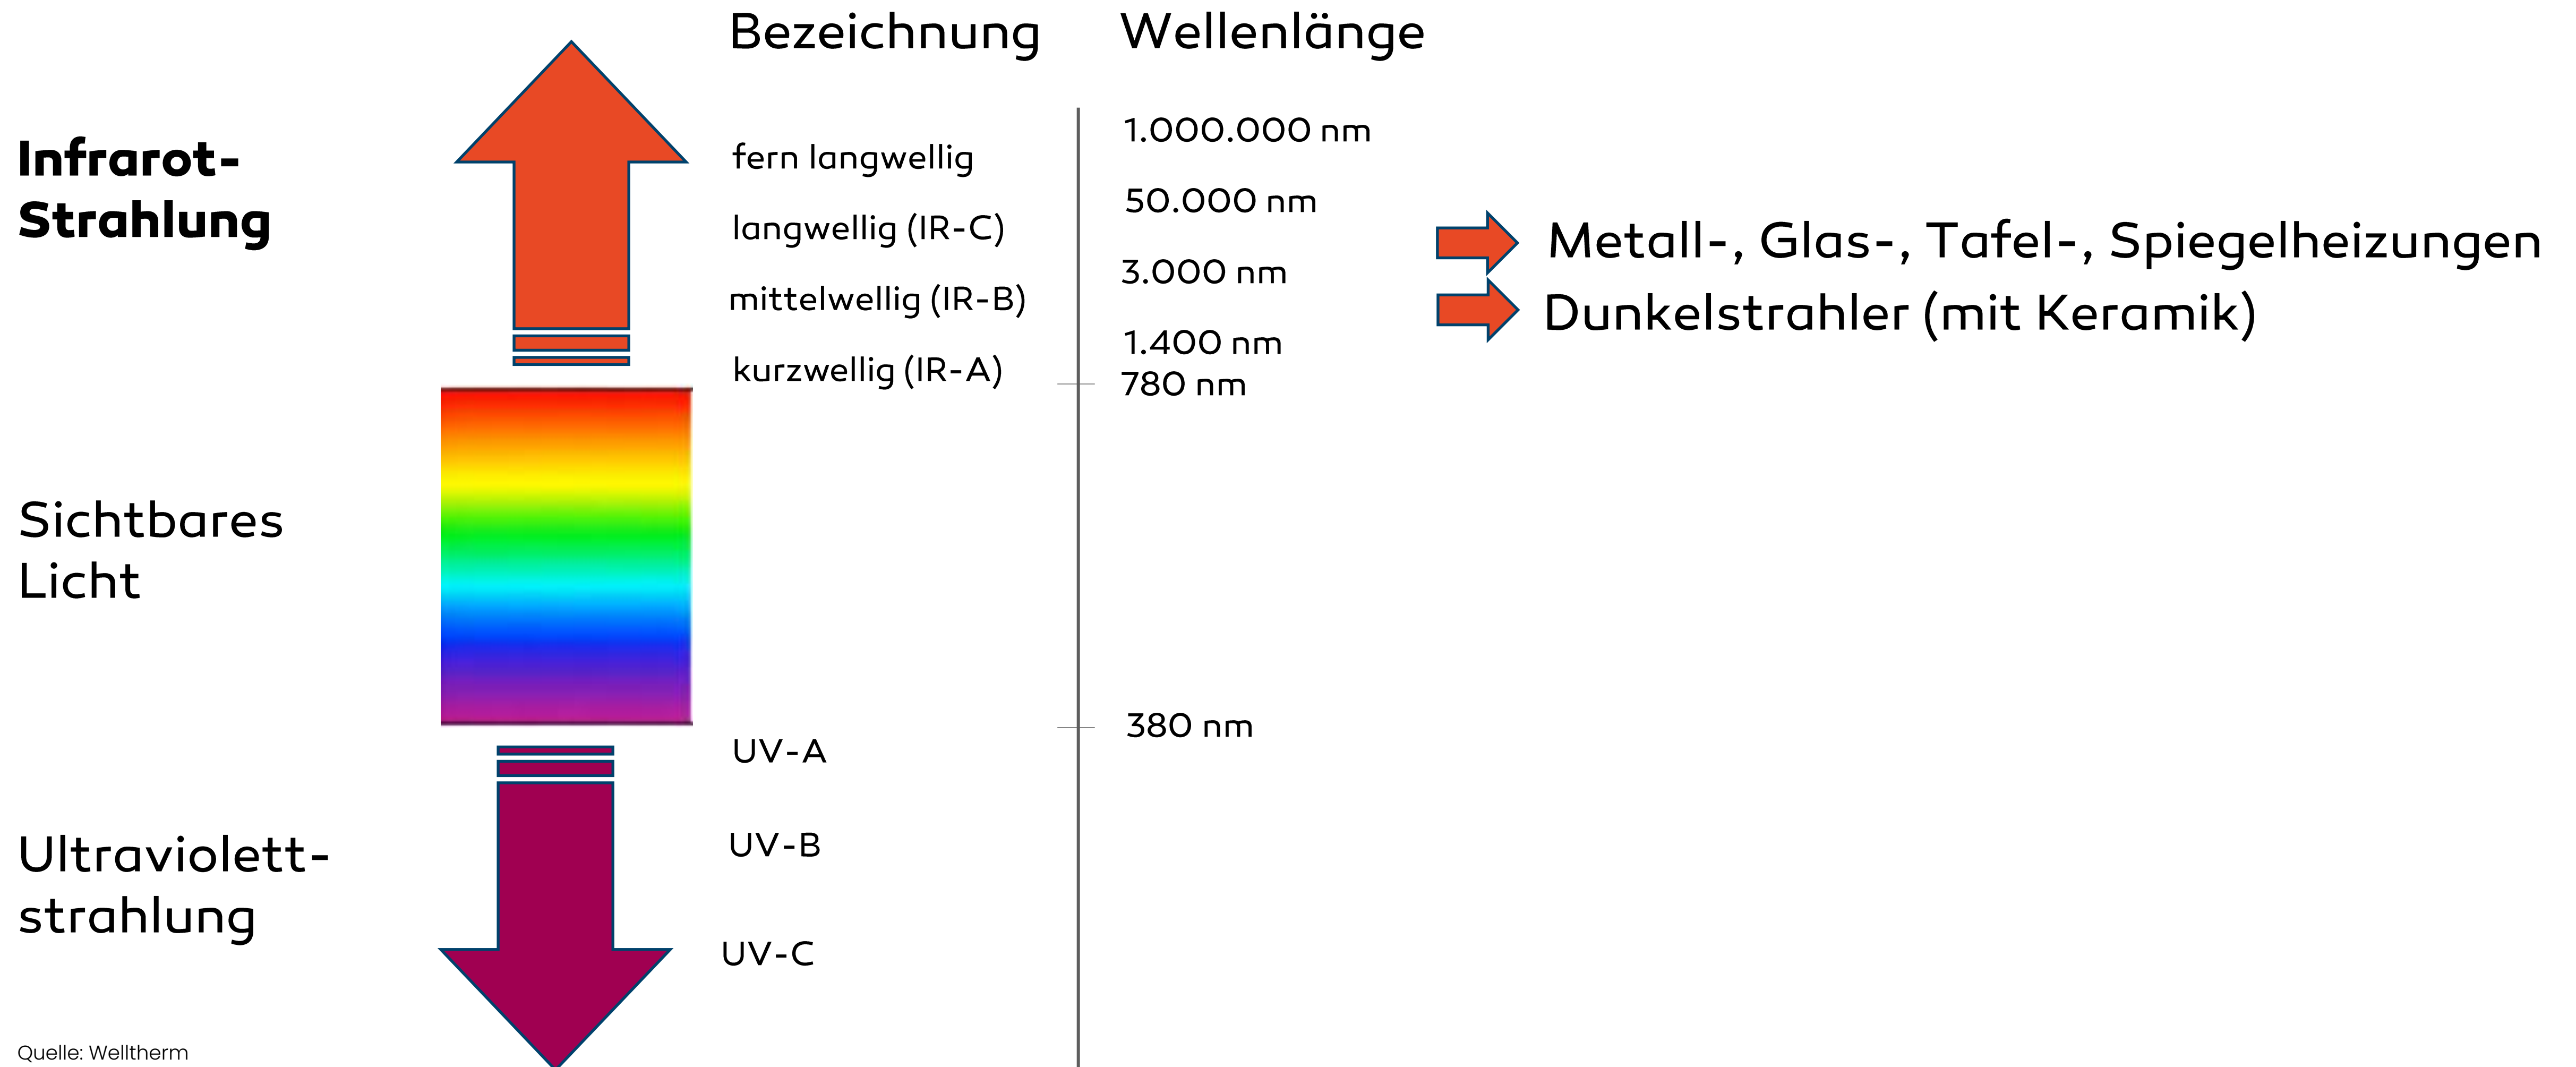 Bezeichnung
Wellenlänge
Infrarot-
Strahlung
fern langwellig
langwellig (IR-C)
mittelwellig (IR-B)
kurzwellig (IR-A)
1.000.000 nm
50.000 nm
3.000 nm
1.400 nm
780 nm
Metall-, Glas-, Tafel-, Spiegelheizungen
Dunkelstrahler (mit Keramik)
Sichtbares
Licht
380 nm
Ultraviolett-
strahlung
UV-A
UV-B
UV-C
Quelle: Welltherm